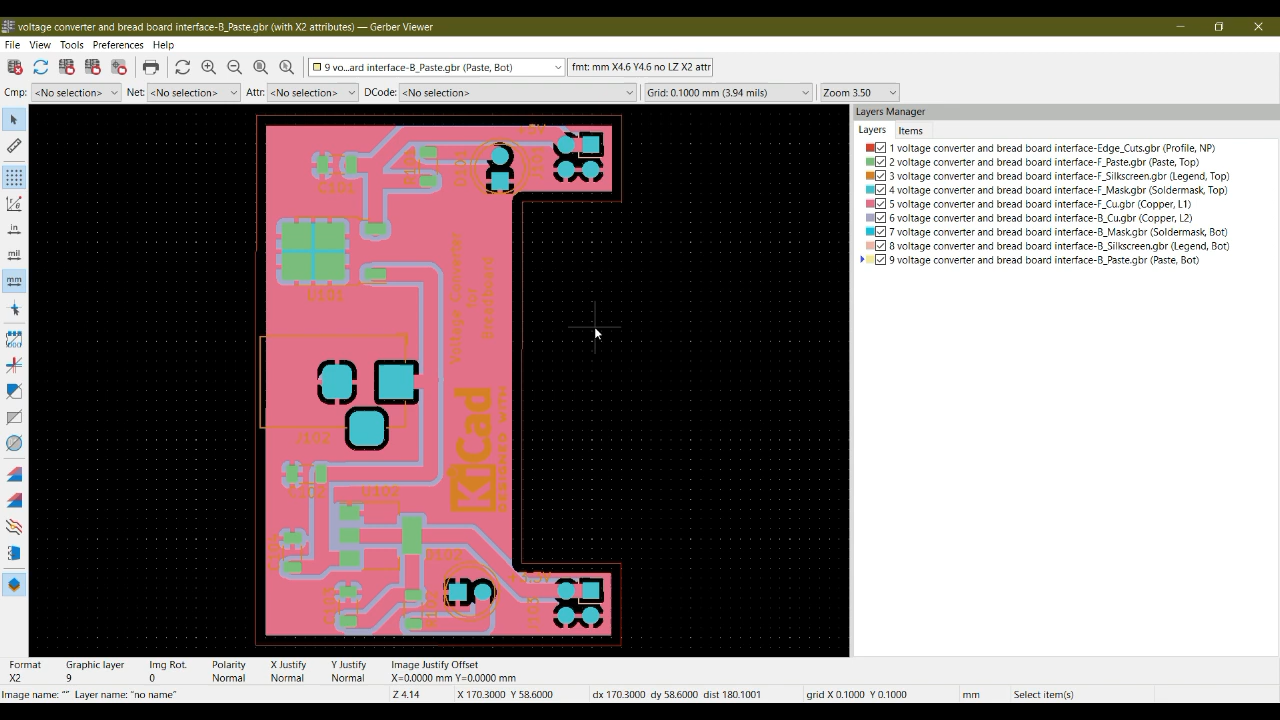 voltage converter and bread board interface-B_Paste.gbr (with X2 attributes) — Gerber Viewer
File View Tools Preferences Help
9 vo...ard interface-B_Paste.gbr (Paste, Bot) fmt: mm X4.6 Y4.6 no LZ X2 attr
Cmp: <No selection> Net: <No selection> Attr: <No selection> DCode: <No selection> Grid: 0.1000 mm (3.94 mils) Zoom 3.50
Layers Manager
Layers Items
1 voltage converter and bread board interface-Edge_Cuts.gbr (Profile, NP)
2 voltage converter and bread board interface-F_Paste.gbr (Paste, Top)
3 voltage converter and bread board interface-F_Silkscreen.gbr (Legend, Top)
4 voltage converter and bread board interface-F_Mask.gbr (Soldermask, Top)
5 voltage converter and bread board interface-F_Cu.gbr (Copper, L1)
6 voltage converter and bread board interface-B_Cu.gbr (Copper, L2)
7 voltage converter and bread board interface-B_Mask.gbr (Soldermask, Bot)
8 voltage converter and bread board interface-B_Silkscreen.gbr (Legend, Bot)
9 voltage converter and bread board interface-B_Paste.gbr (Paste, Bot)
in
mil
mm
U101
Voltage Converter
for
Breadboard
J102
KiCad
DESIGNED WITH
Format Graphic layer Img Rot. Polarity X Justify Y Justify Image Justify Offset
X2 9 0 Normal Normal Normal X=0.0000 mm Y=0.0000 mm
Image name: "" Layer name: "no name" Z 4.14 X 170.3000 Y 58.6000 dx 170.3000 dy 58.6000 dist 180.1001 grid X 0.1000 Y 0.1000 mm Select item(s)